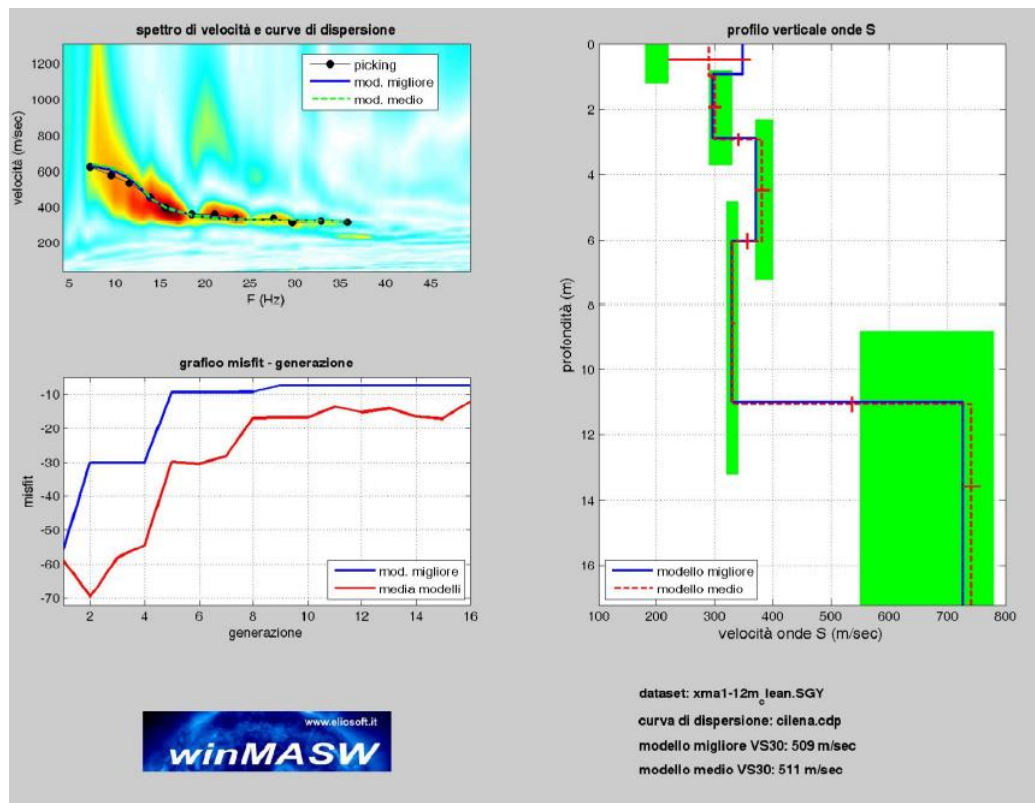 spettro di velocità e curve di dispersione
velocità (m/sec)
1200
1000
800
600
400
200
picking
mod. migliore
mod. medio
5 10 15 20 25 30 35 40 45
F (Hz)
grafico misfit - generazione
misfit
-10
-20
-30
-40
-50
-60
-70
mod. migliore
media modelli
2 4 6 8 10 12 14 16
generazione
profilo verticale onde S
profondità (m)
0
2
4
6
8
10
12
14
16
modello migliore
modello medio
100 200 300 400 500 600 700 800
velocità onde S (m/sec)
www.eliosoft.it
winMASW
dataset: xma1-12m_clean.SGY
curva di dispersione: cilena.cdp
modello migliore VS30: 509 m/sec
modello medio VS30: 511 m/sec